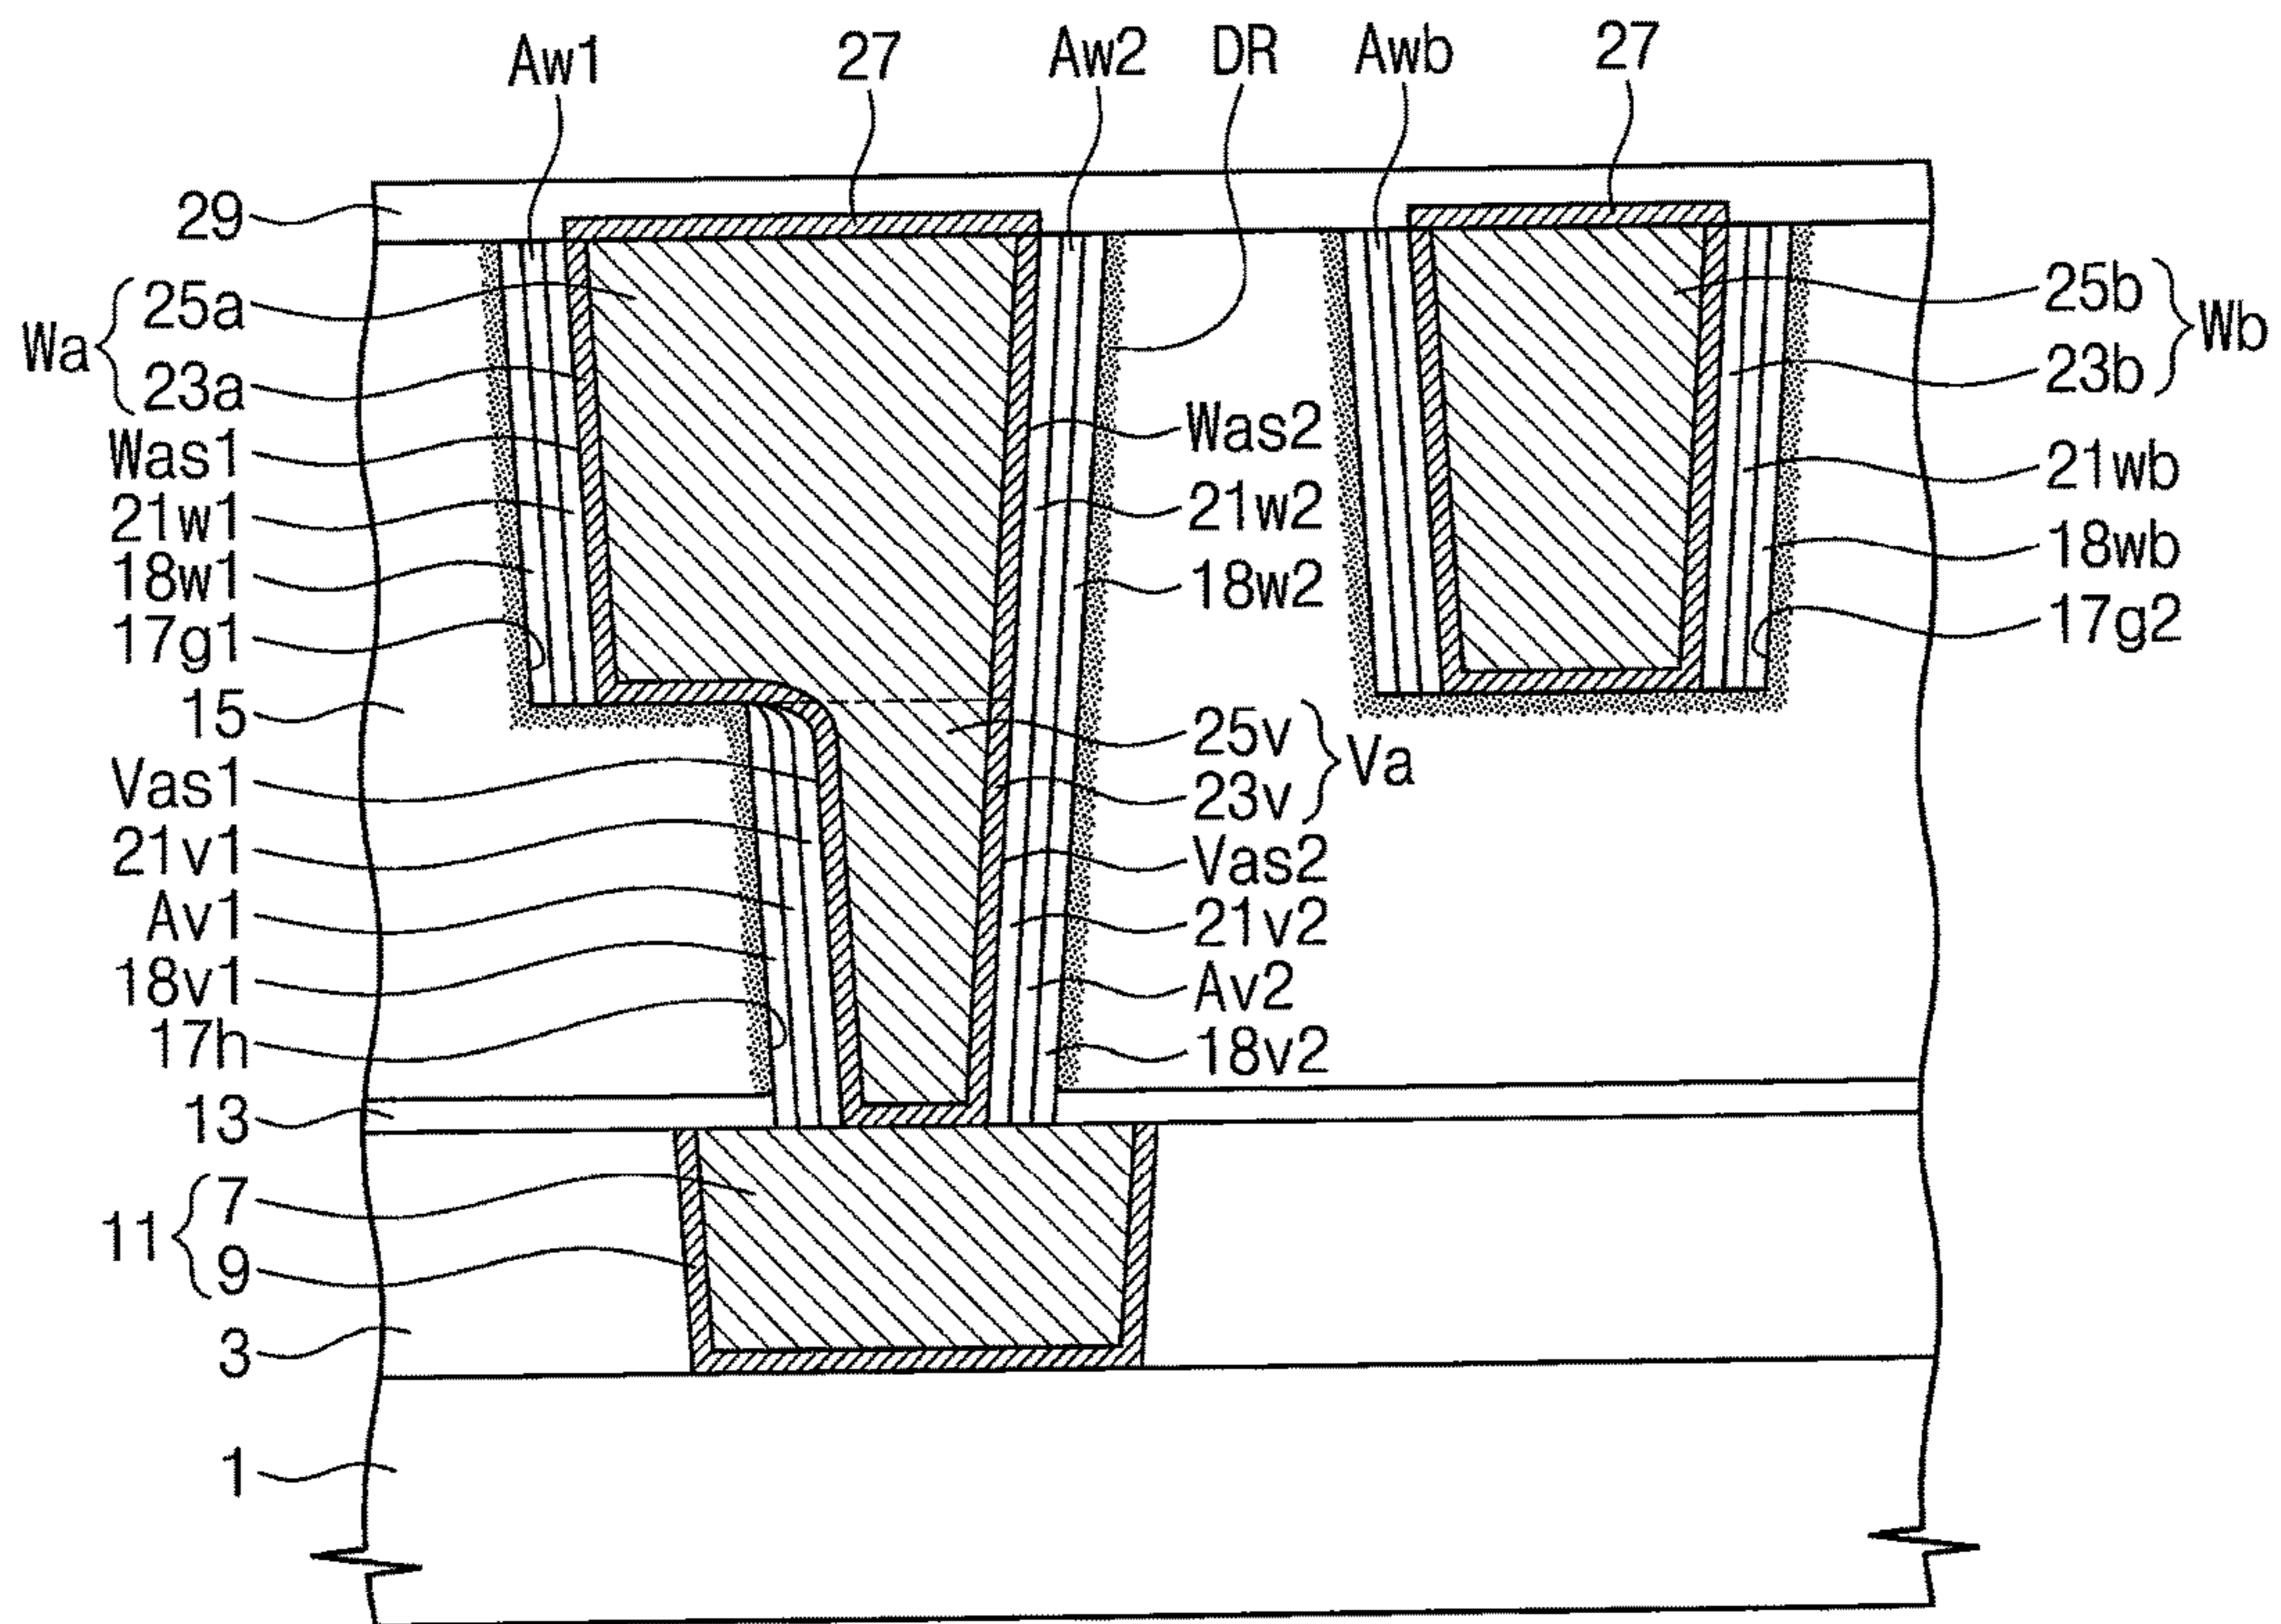 Aw1 27 Aw2 DR Awb 27
29
Wa { 25a
23a
Was1
21w1
18w1
17g1
15
Vas1
21v1
Av1
18v1
17h
13
11 { 7
9
3
1
Was2
21w2
18w2
25v } Va
23v
Vas2
21v2
Av2
18v2
25b } Wb
23b
21wb
18wb
17g2